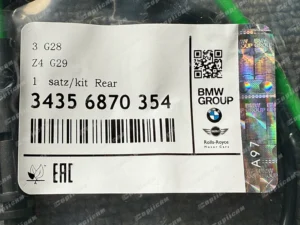 3 G28
Z4 G29
1 satz/kit Rear
3435 6870 354
BMW
GROUP
Rolls-Royce
Motor Cars
EAC
A97